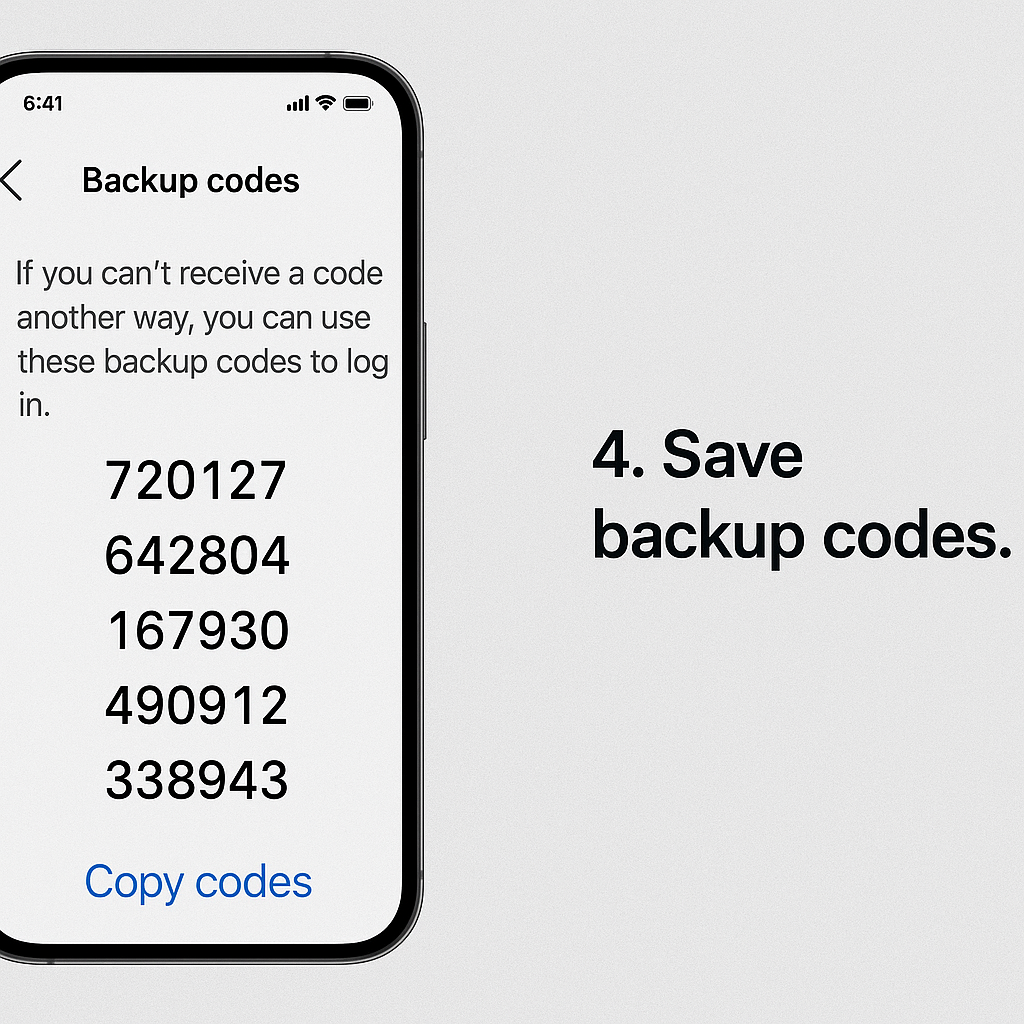 6:41
Backup codes
If you can’t receive a code
another way, you can use
these backup codes to log
in.
720127
642804
167930
490912
338943
Copy codes
4. Save
backup codes.